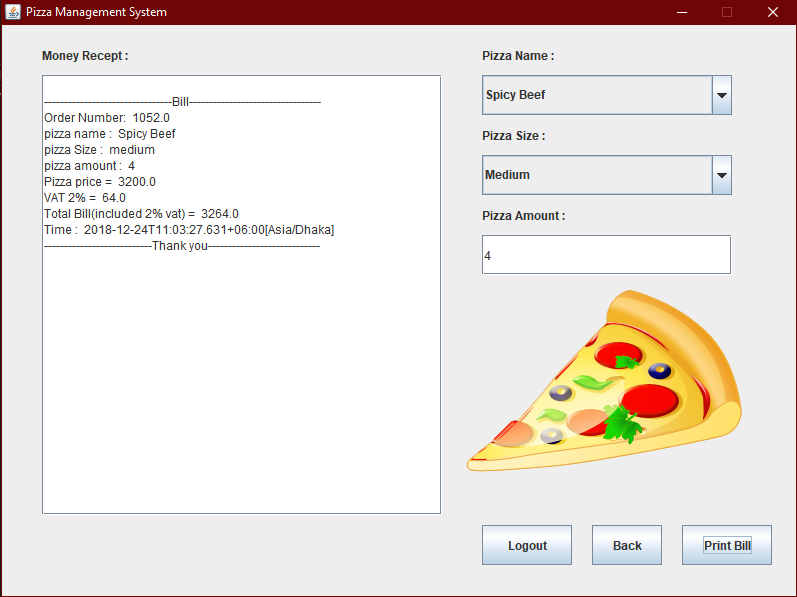 Pizza Management System
Money Recept :
--------------------------------Bill---------------------------------
Order Number:  1052.0
pizza name :  Spicy Beef
pizza Size :  medium
pizza amount :  4
Pizza price =  3200.0
VAT 2% =  64.0
Total Bill(included 2% vat) =  3264.0
Time :  2018-12-24T11:03:27.631+06:00[Asia/Dhaka]
---------------------------Thank you----------------------------
Pizza Name :
Spicy Beef
Pizza Size :
Medium
Pizza Amount :
4
Logout
Back
Print Bill